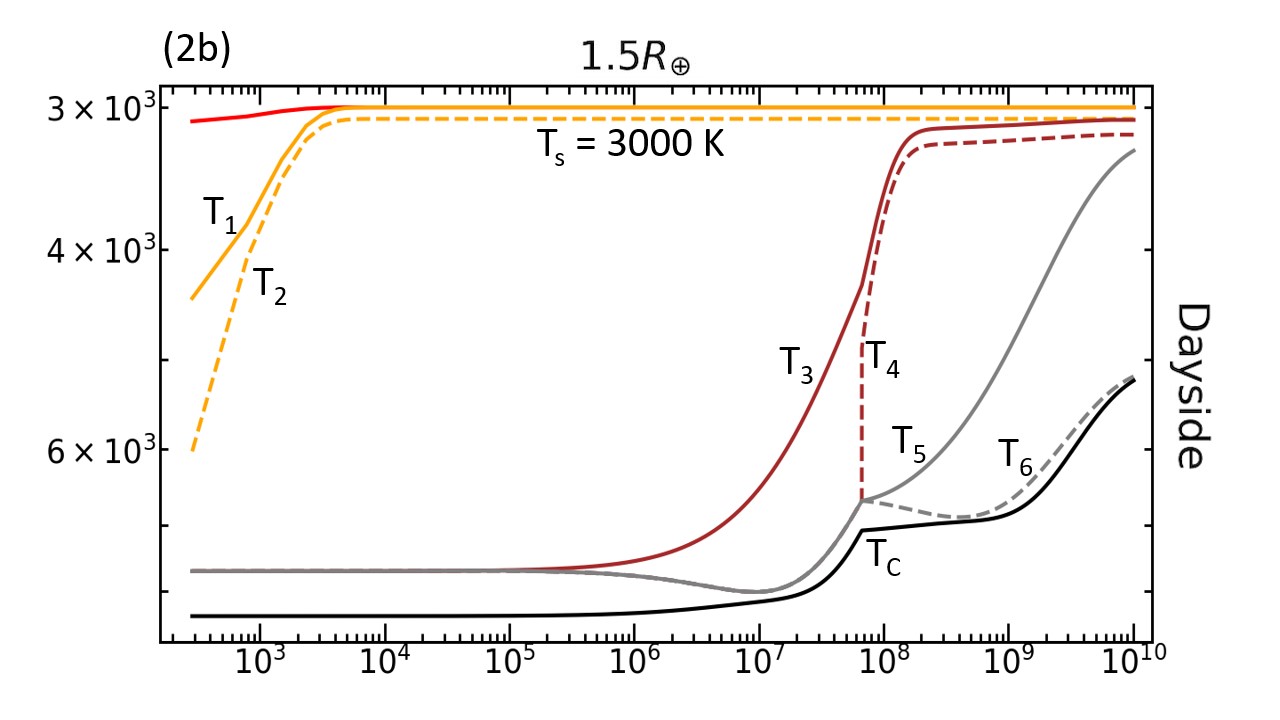 (2b)
1.5R⊕
3 × 10³
4 × 10³
6 × 10³
Tₛ = 3000 K
T₁
T₂
T₃
T₄
T₅
T₆
T_C
Dayside
10³ 10⁴ 10⁵ 10⁶ 10⁷ 10⁸ 10⁹ 10¹⁰